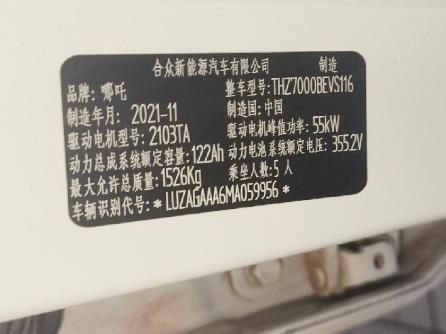 合众新能源汽车有限公司 制造
品牌：哪吒 整车型号：THZ7000BEVS116
制造年月：2021-11 制造国：中国
驱动电机型号：2103TA 驱动电机峰值功率：55kW
动力总成系统额定容量：122Ah 动力电池系统额定电压：355.2V
最大允许总质量：1526Kg 乘坐人数：5人
车辆识别代号：*LUZAGAAA6MA059956*